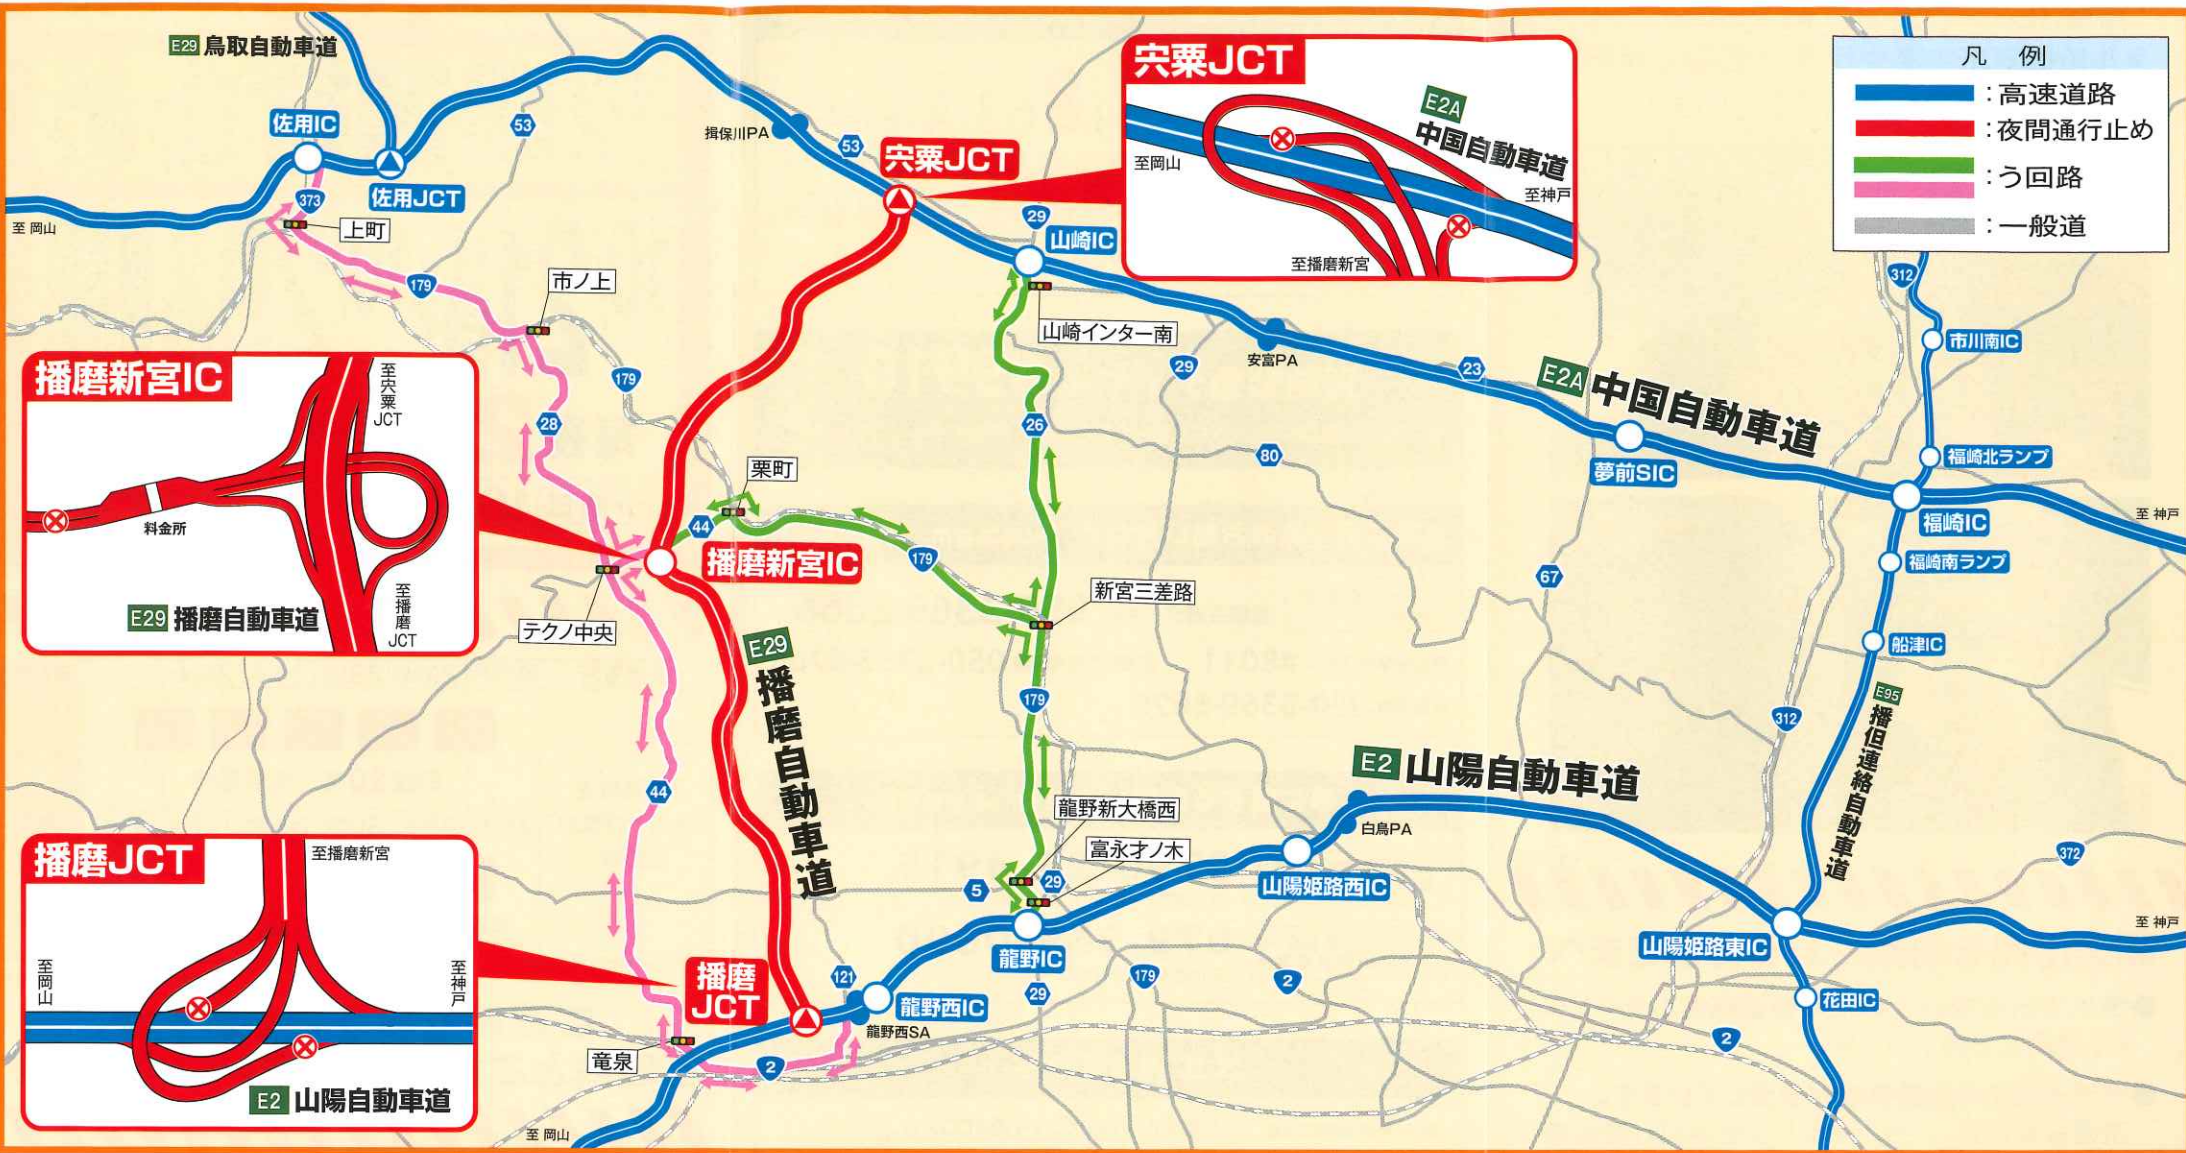 E29 鳥取自動車道
佐用IC
佐用JCT
373
至 岡山
上町
179
53
市ノ上
179
28
揖保川PA
53
宍粟JCT
29
山崎IC
山崎インター南
宍粟JCT
E2A
中国自動車道
至岡山
至神戸
至播磨新宮
凡 例
:高速道路
:夜間通行止め
:う回路
:一般道
312
市川南IC
安富PA
29
23
E2A 中国自動車道
夢前SIC
福崎北ランプ
福崎IC
至 神戸
福崎南ランプ
船津IC
播磨新宮IC
至宍粟JCT
料金所
至播磨JCT
E29 播磨自動車道
栗町
44
播磨新宮IC
179
26
80
67
新宮三差路
テクノ中央
E29
播磨自動車道
179
44
312
E95
播但連絡自動車道
E2 山陽自動車道
龍野新大橋西
富永才ノ木
白鳥PA
372
5
29
山陽姫路西IC
山陽姫路東IC
至 神戸
花田IC
龍野IC
播磨JCT
至播磨新宮
至岡山
至神戸
E2 山陽自動車道
播磨
JCT
121
龍野西IC
龍野西SA
29
179
2
2
竜泉
2
至 岡山